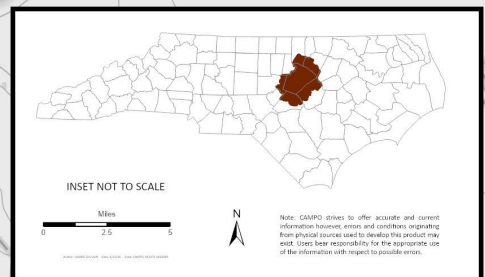 INSET NOT TO SCALE
Miles
0 2.5 5
N
Note: CAMPO strives to offer accurate and current
information however, errors and conditions originating
from physical sources used to develop this product may
exist. Users bear responsibility for the appropriate use
of the information with respect to possible errors.